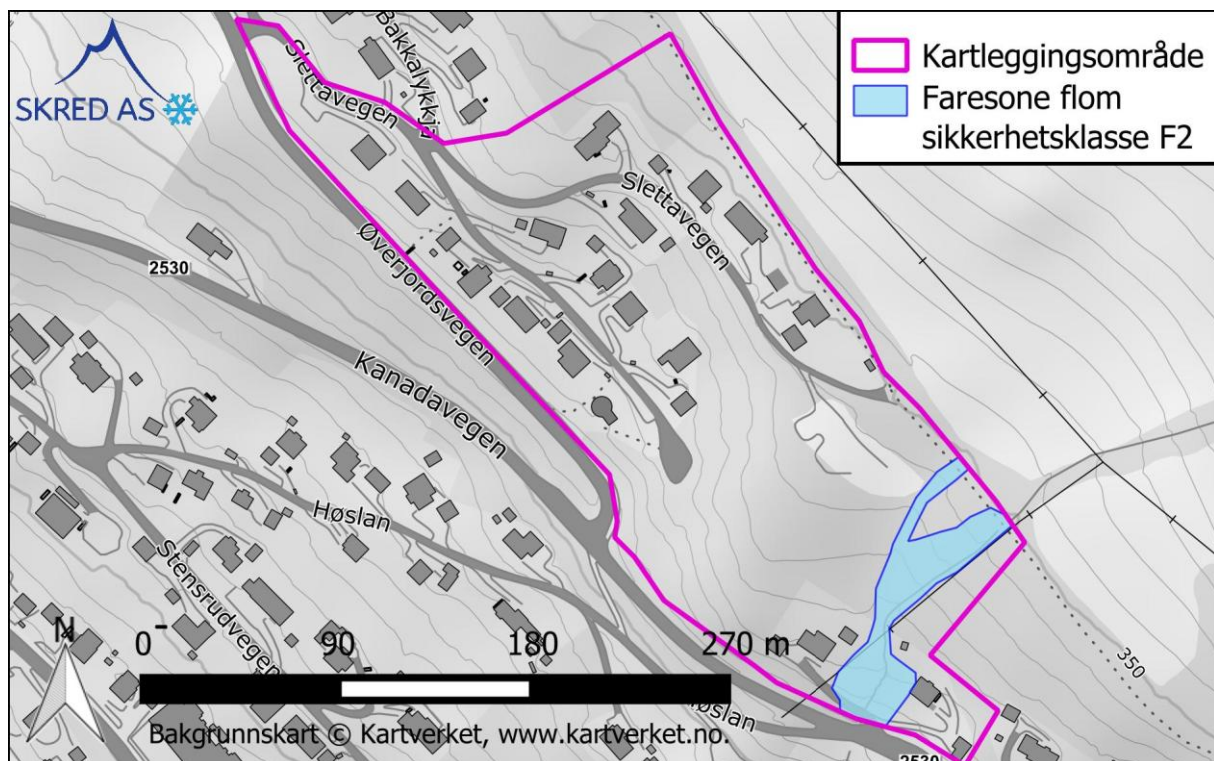 SKRED AS
Kartleggingsområde
Faresone flom
sikkerhetsklasse F2
Slettavegen
Bakkalykkja
Slettavegen
2530
Øverjordsvegen
Kanadavegen
Høslan
Stensrudvegen
350
N
0 90 180 270 m
Høslan
Bakgrunnskart © Kartverket, www.kartverket.no.
2530